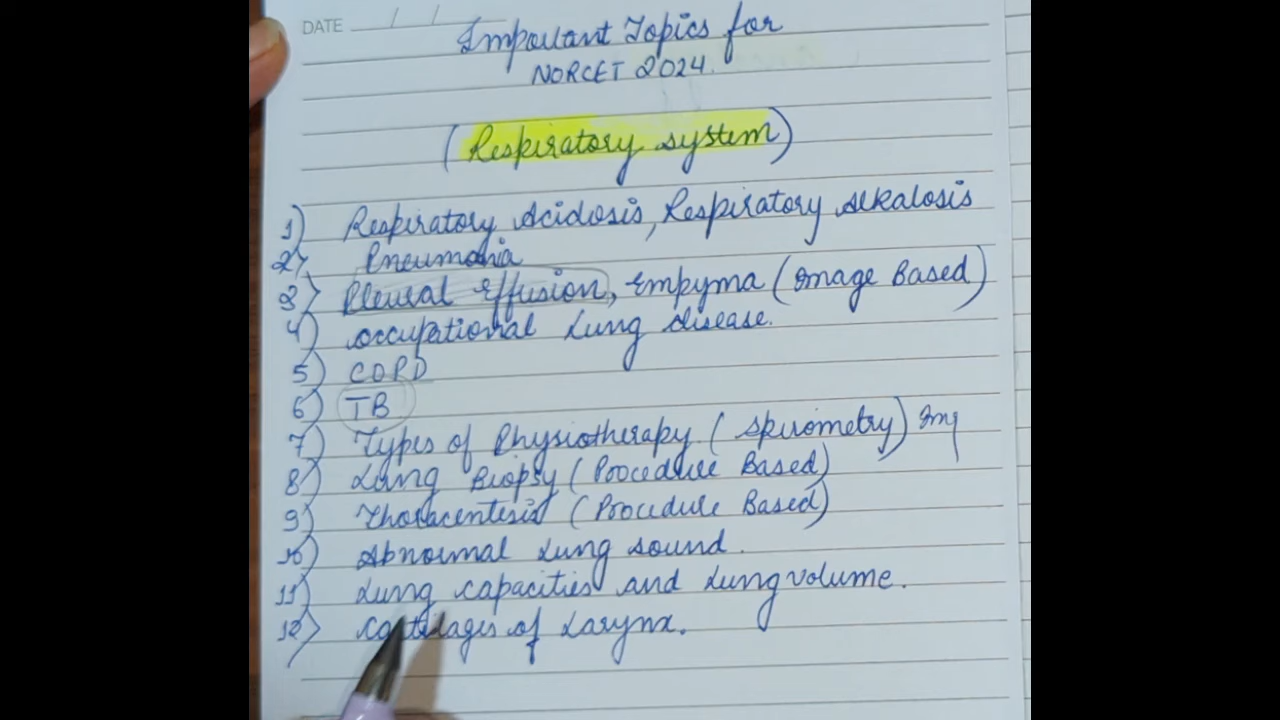 DATE / /
Important Topics for
NORCET 2024.
(Respiratory system)
1) Respiratory Acidosis, Respiratory Alkalosis
2) Pneumonia
3) Pleural Effusion, Empyma (Image Based)
4) Occupational Lung disease.
5) COPD
6) TB
7) Types of Physiotherapy (Spirometry) Img
8) Lung Biopsy (Procedure Based)
9) Thoracentesis (Procedure Based)
10) Abnormal Lung sound.
11) Lung capacities and Lung volume.
12) Cartilages of Larynx.